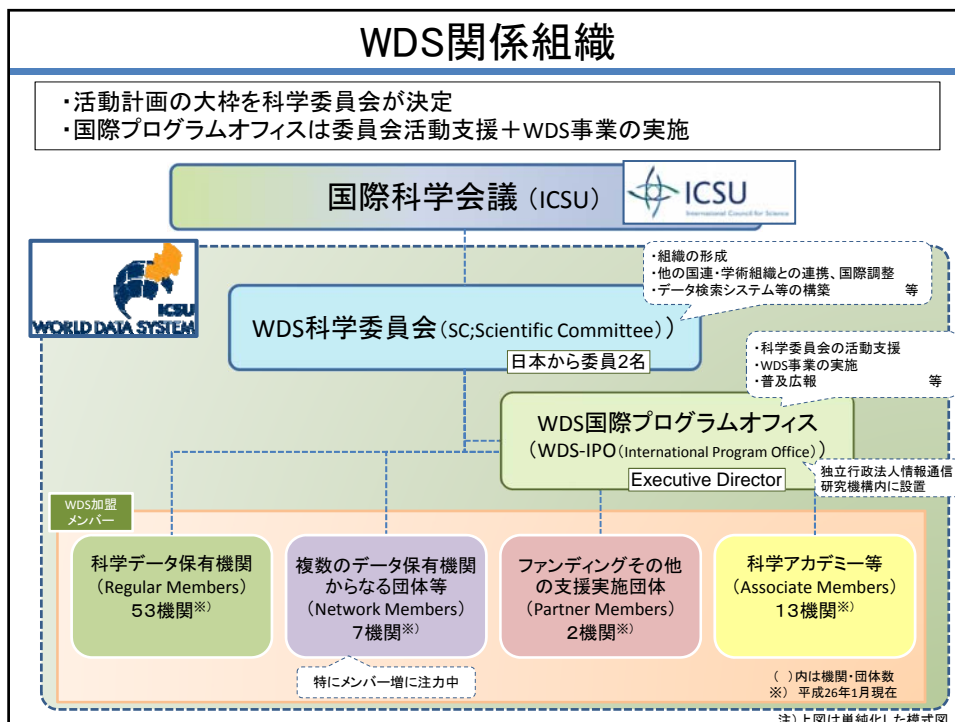 WDS関係組織
・活動計画の大枠を科学委員会が決定
・国際プログラムオフィスは委員会活動支援＋WDS事業の実施
国際科学会議（ICSU）
ICSU
International Council for Science
ICSU
WORLD DATA SYSTEM
・組織の形成
・他の国連・学術組織との連携、国際調整
・データ検索システム等の構築 等
WDS科学委員会（SC;Scientific Committee））
日本から委員2名
・科学委員会の活動支援
・WDS事業の実施
・普及広報 等
WDS国際プログラムオフィス
（WDS-IPO（International Program Office））
Executive Director
独立行政法人情報通信
研究機構内に設置
WDS加盟
メンバー
科学データ保有機関
（Regular Members）
53機関※）
複数のデータ保有機関
からなる団体等
（Network Members）
7機関※）
ファンディングその他
の支援実施団体
（Partner Members）
2機関※）
科学アカデミー等
（Associate Members）
13機関※）
特にメンバー増に注力中
（ ）内は機関・団体数
※） 平成26年1月現在
注）上図は単純化した模式図